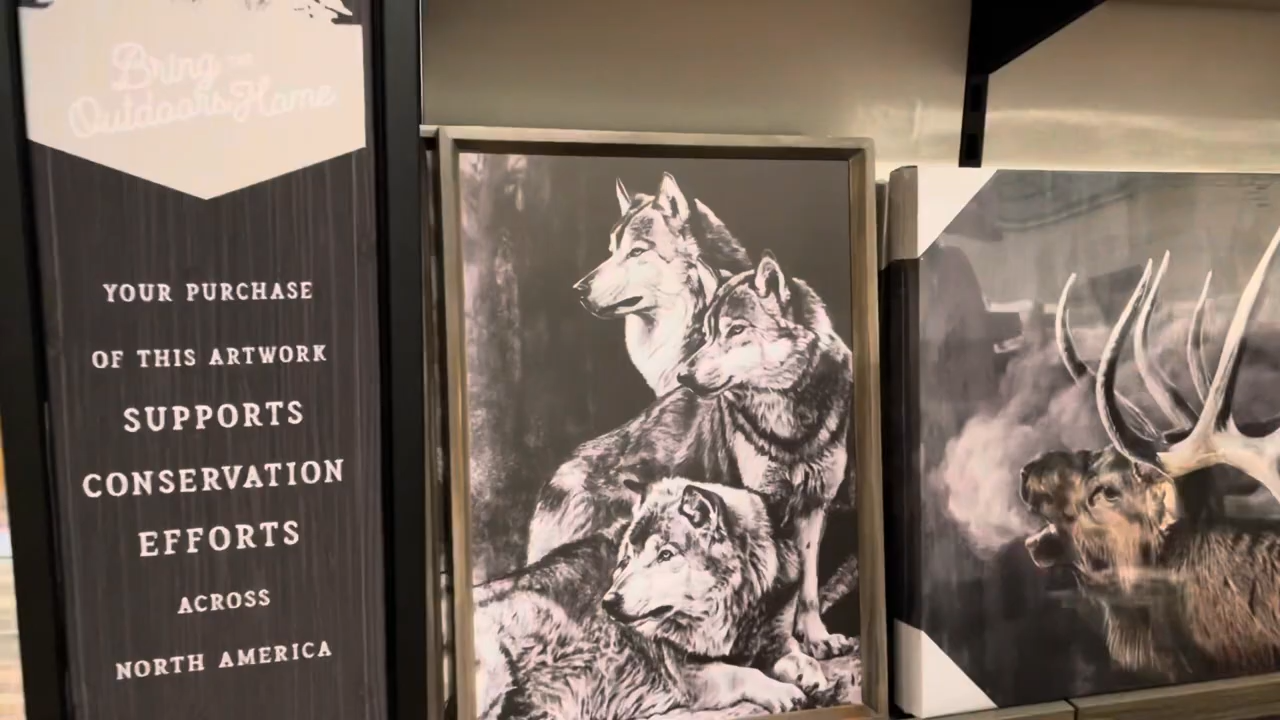 Bring THE
Outdoors Home
YOUR PURCHASE
OF THIS ARTWORK
SUPPORTS
CONSERVATION
EFFORTS
ACROSS
NORTH AMERICA